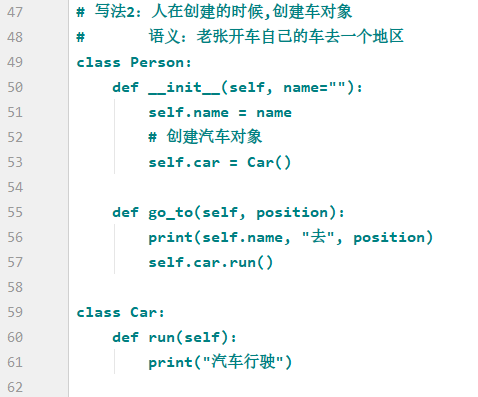 47 # 写法2：人在创建的时候,创建车对象
48 #       语义：老张开车自己的车去一个地区
49 class Person:
50     def __init__(self, name=""):
51         self.name = name
52         # 创建汽车对象
53         self.car = Car()
54
55     def go_to(self, position):
56         print(self.name, "去", position)
57         self.car.run()
58
59 class Car:
60     def run(self):
61         print("汽车行驶")
62